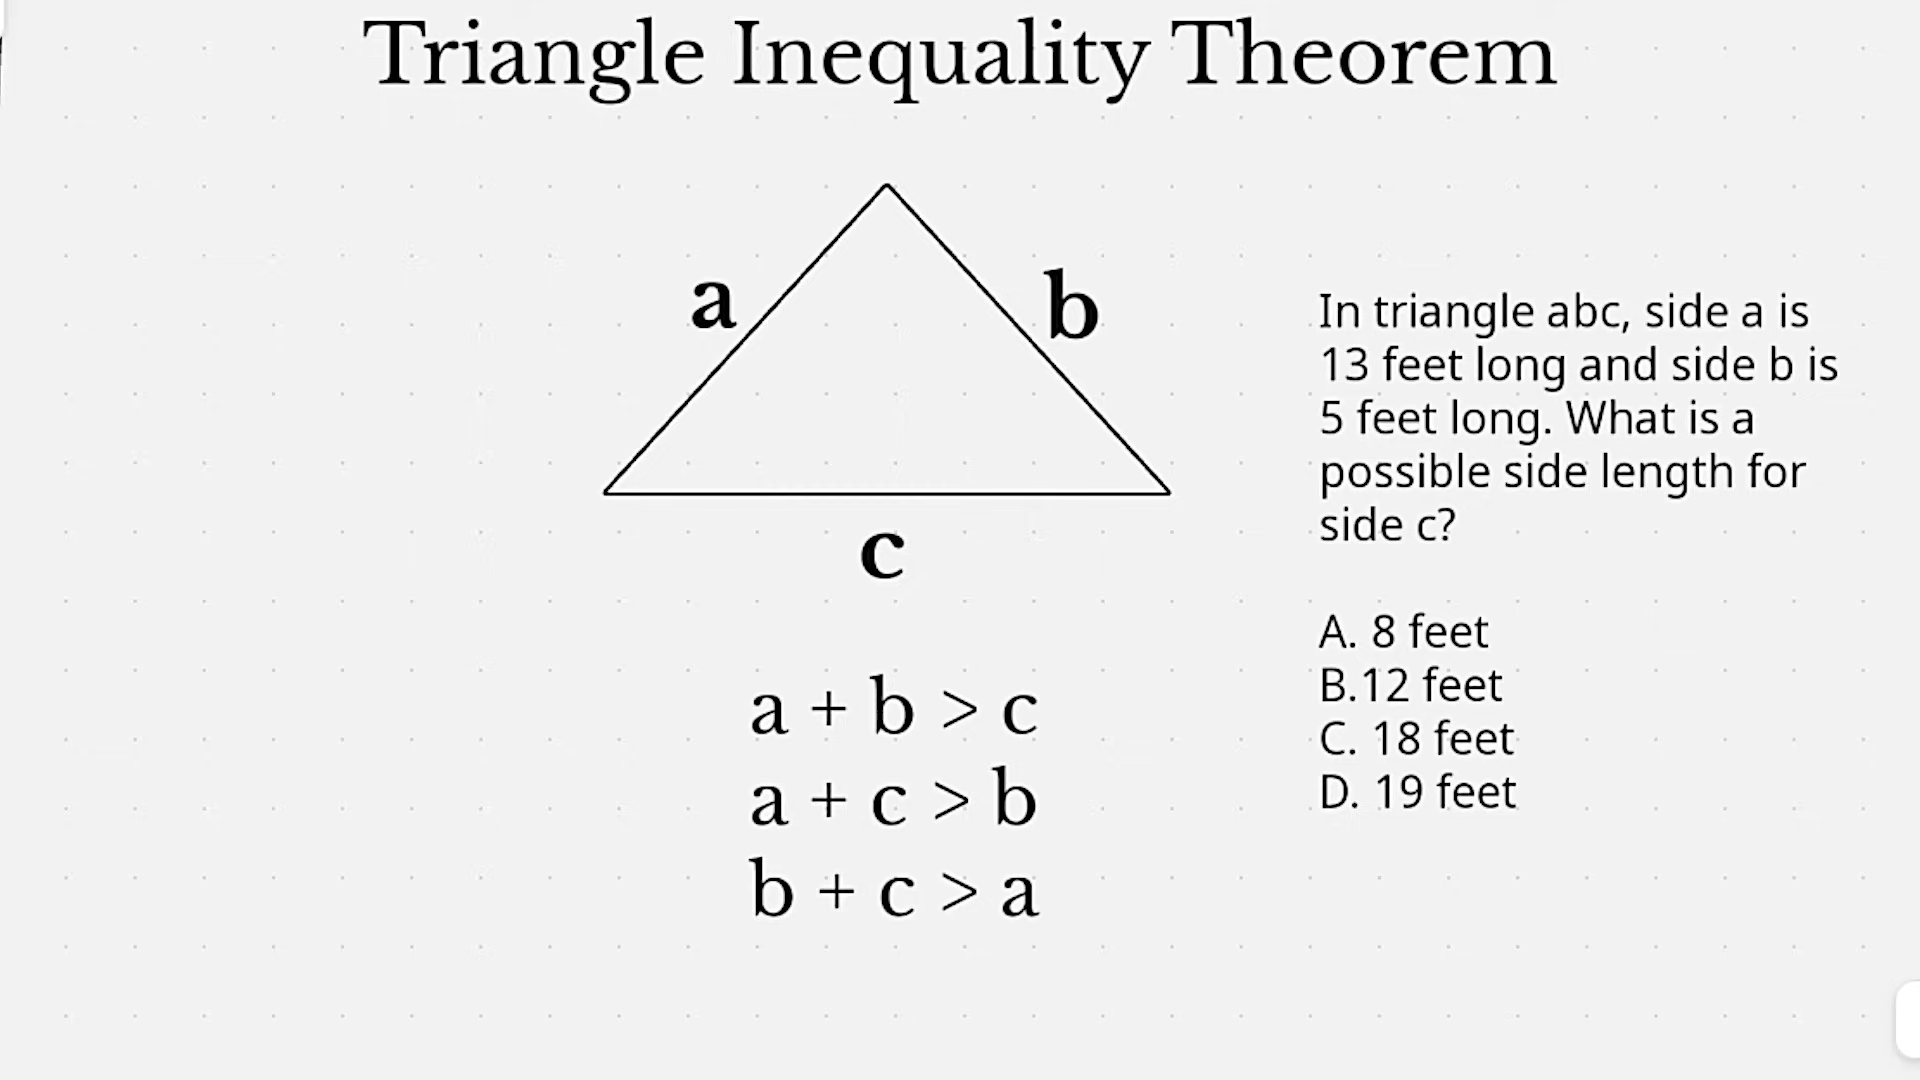 Triangle Inequality Theorem
a
b
c
a + b > c
a + c > b
b + c > a
In triangle abc, side a is
13 feet long and side b is
5 feet long. What is a
possible side length for
side c?
A. 8 feet
B.12 feet
C. 18 feet
D. 19 feet